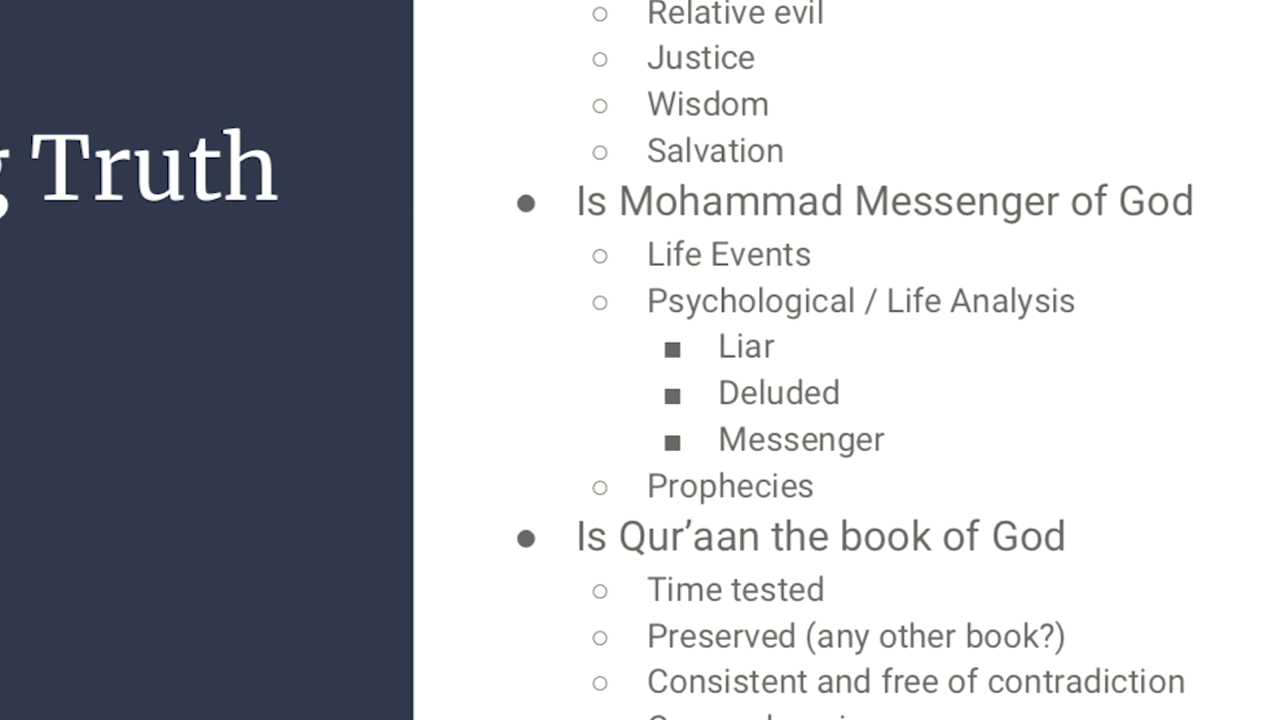 Truth
Relative evil
Justice
Wisdom
Salvation
Is Mohammad Messenger of God
Life Events
Psychological / Life Analysis
Liar
Deluded
Messenger
Prophecies
Is Qur’aan the book of God
Time tested
Preserved (any other book?)
Consistent and free of contradiction